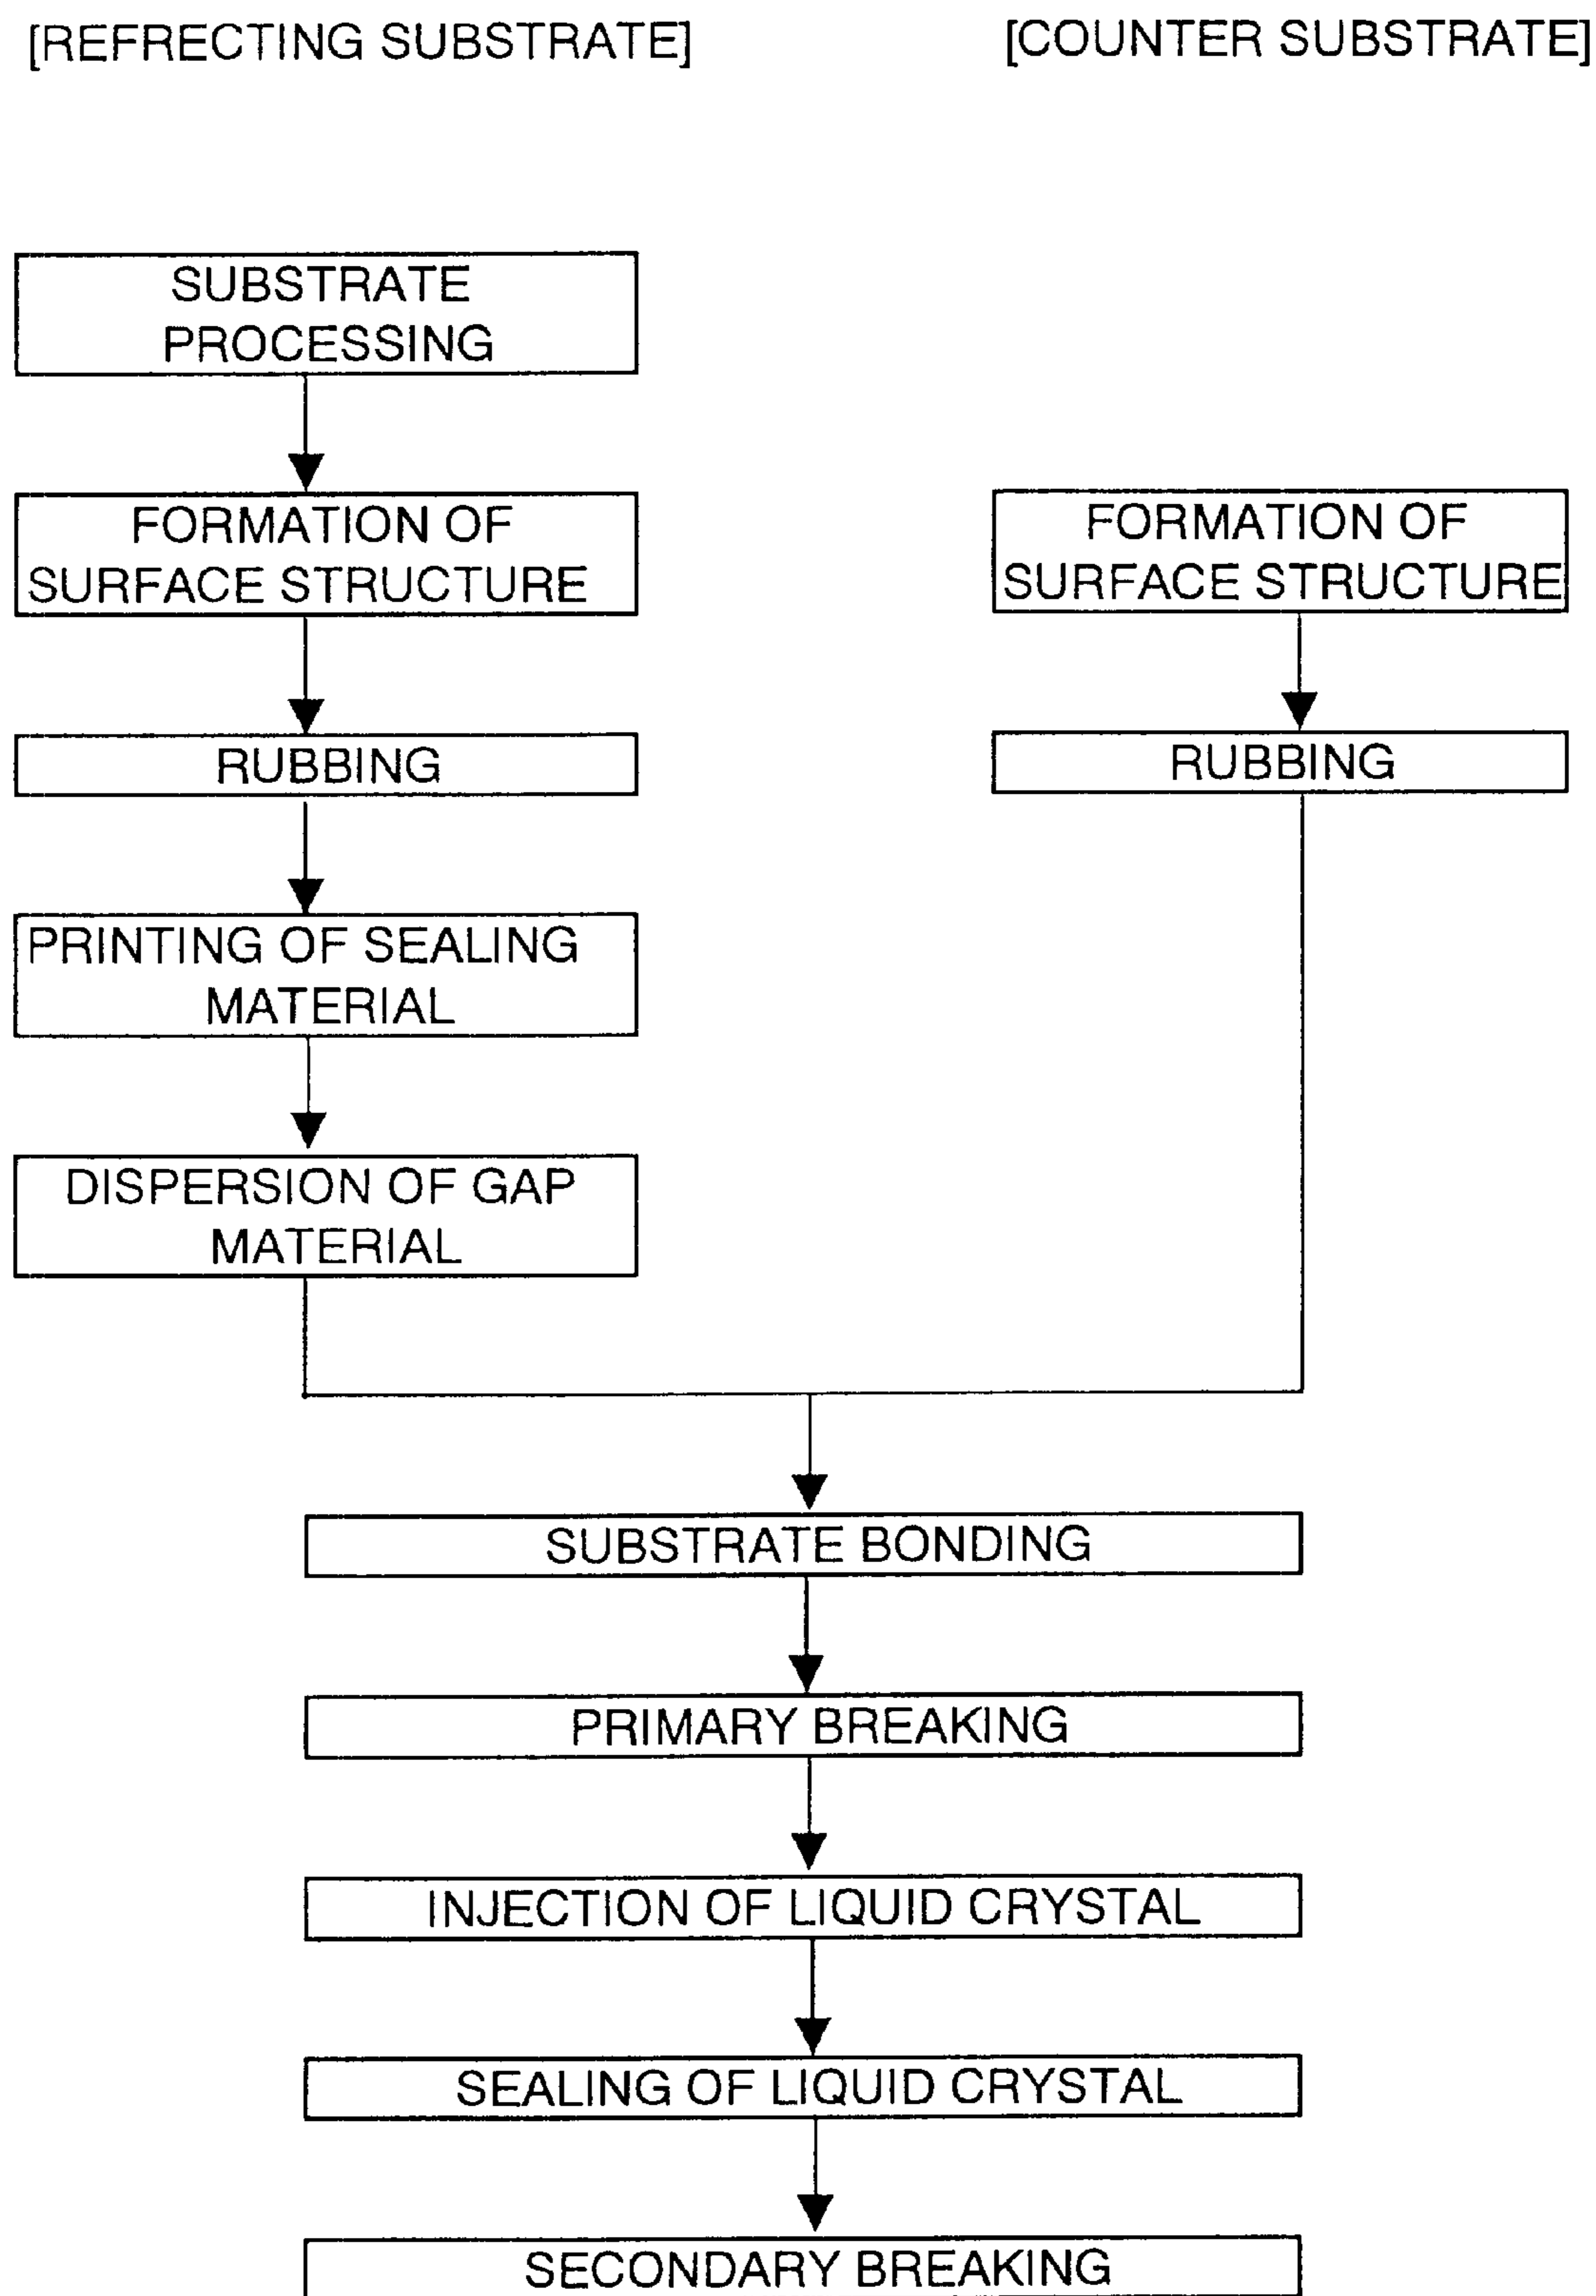 [REFRECTING SUBSTRATE]
[COUNTER SUBSTRATE]
SUBSTRATE
PROCESSING
FORMATION OF
SURFACE STRUCTURE
RUBBING
PRINTING OF SEALING
MATERIAL
DISPERSION OF GAP
MATERIAL
FORMATION OF
SURFACE STRUCTURE
RUBBING
SUBSTRATE BONDING
PRIMARY BREAKING
INJECTION OF LIQUID CRYSTAL
SEALING OF LIQUID CRYSTAL
SECONDARY BREAKING